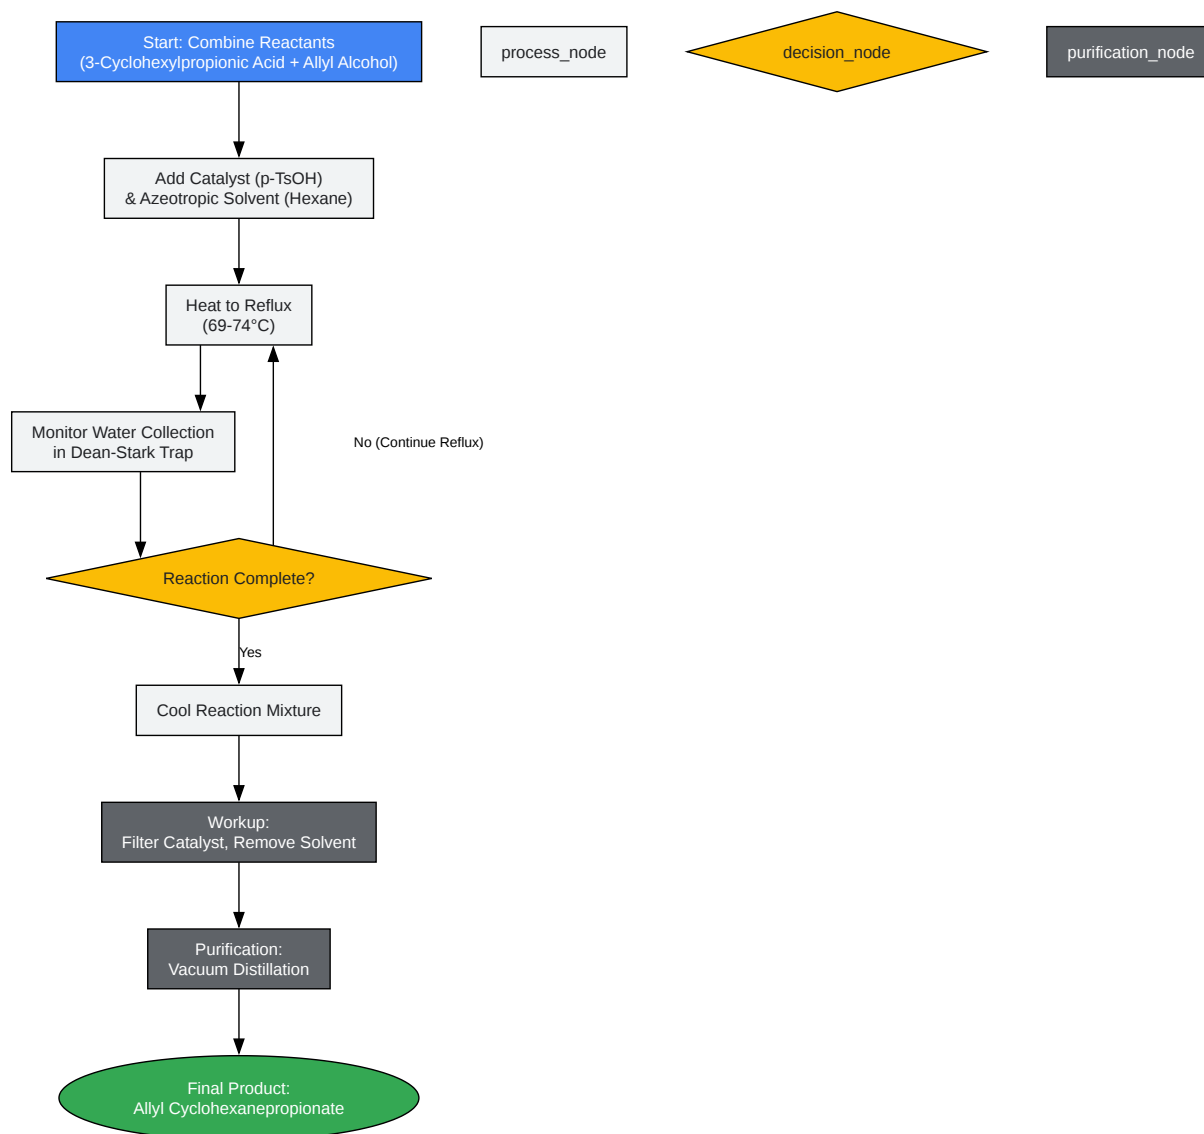 Start: Combine Reactants
(3-Cyclohexylpropionic Acid + Allyl Alcohol)
process_node
decision_node
purification_node
Add Catalyst (p-TsOH)
& Azeotropic Solvent (Hexane)
Heat to Reflux
(69-74°C)
Monitor Water Collection
in Dean-Stark Trap
No (Continue Reflux)
Reaction Complete?
Yes
Cool Reaction Mixture
Workup:
Filter Catalyst, Remove Solvent
Purification:
Vacuum Distillation
Final Product:
Allyl Cyclohexanepropionate